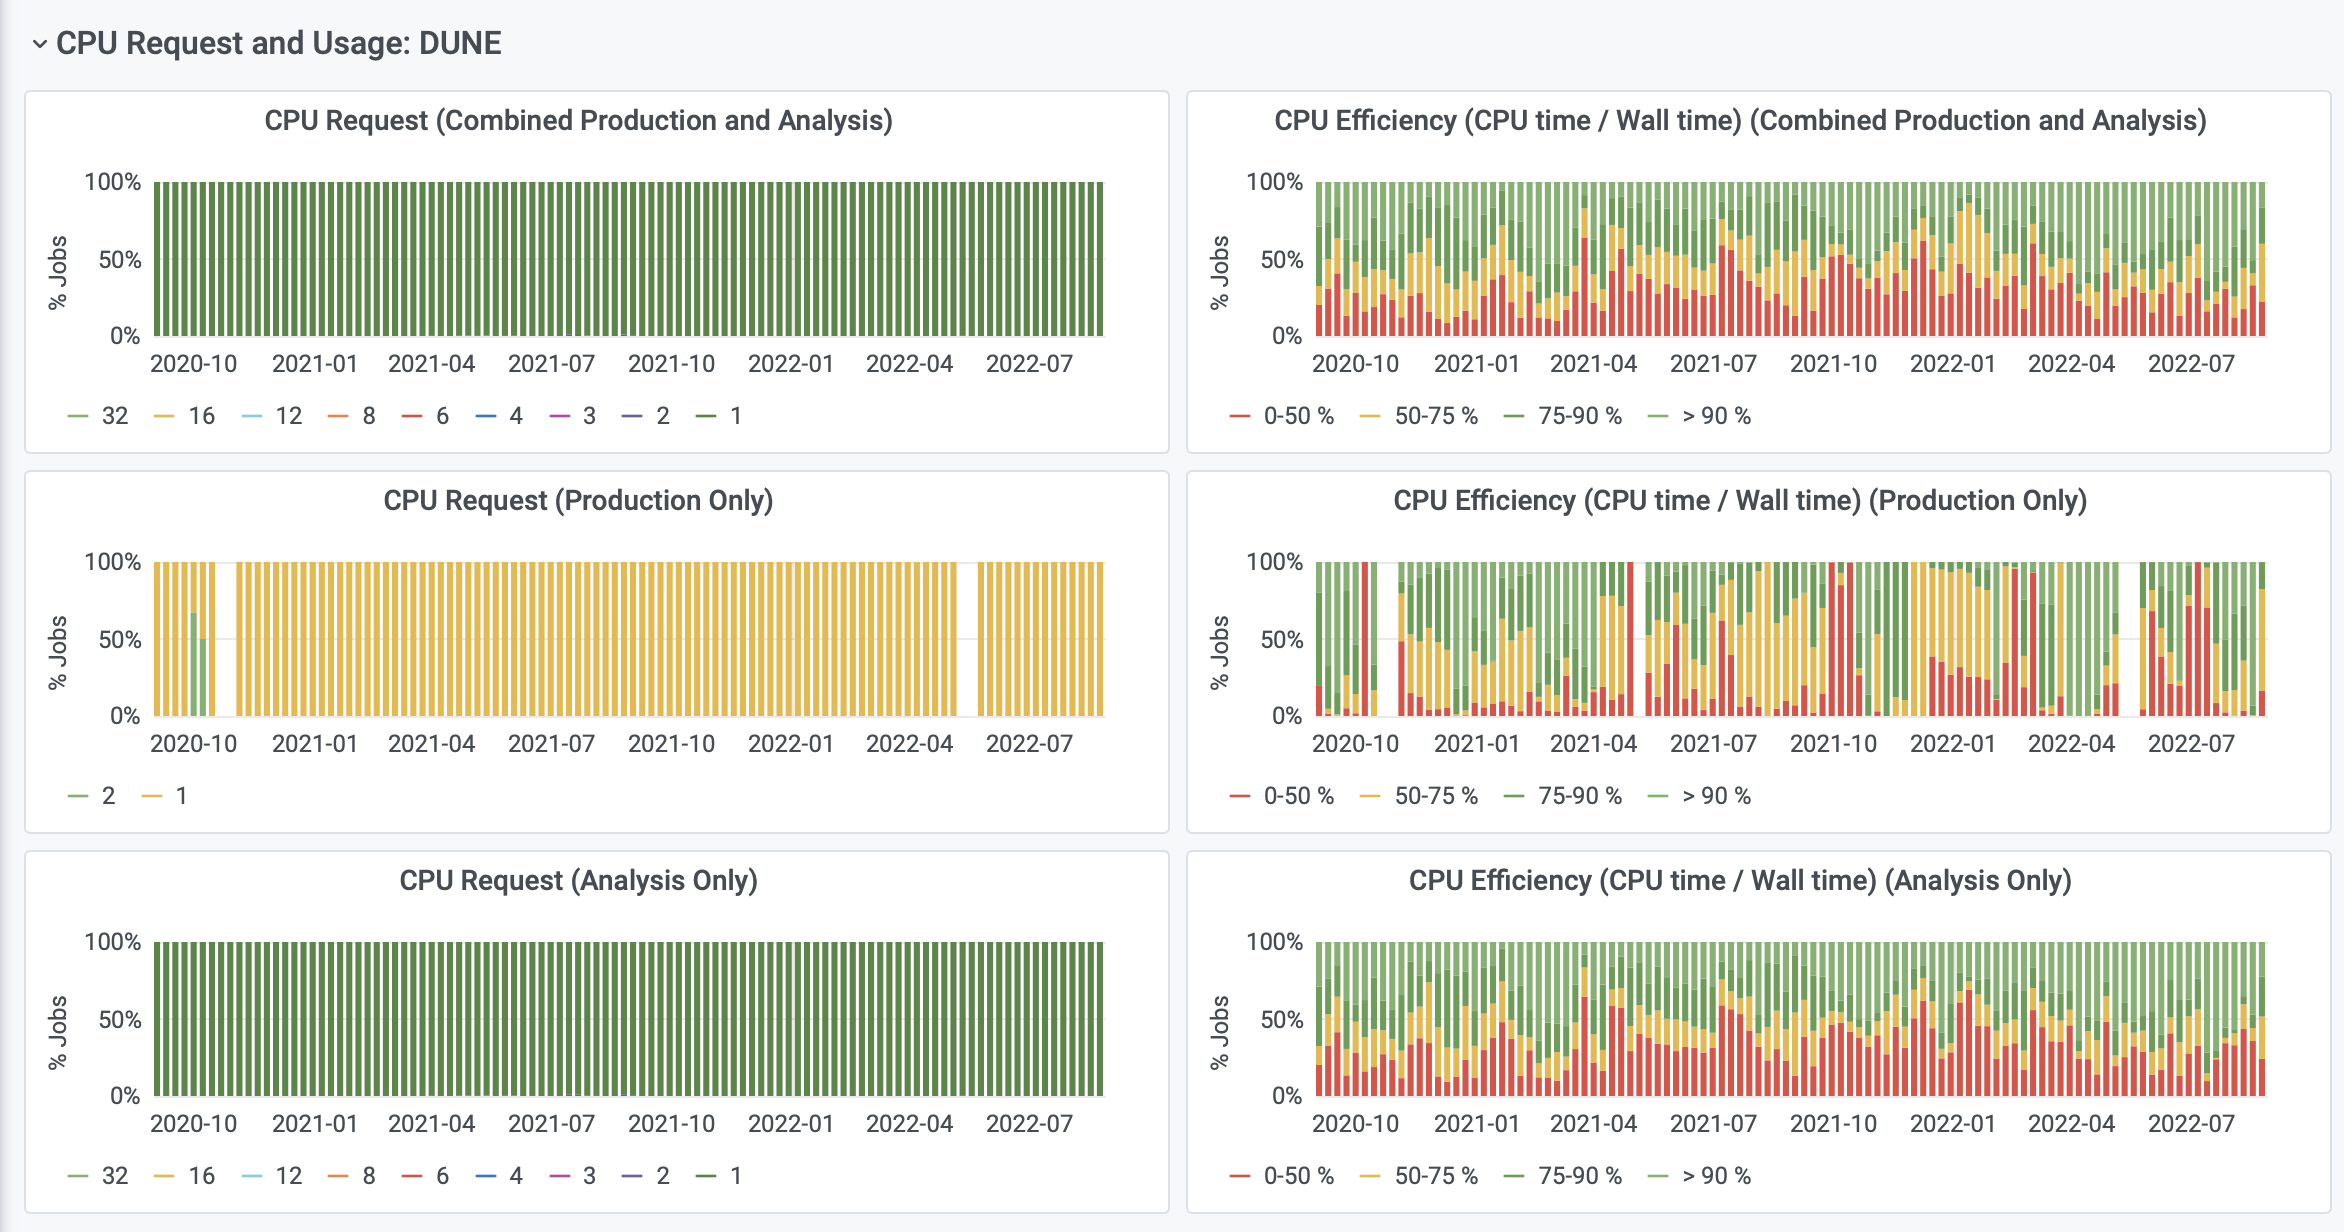 CPU Request and Usage: DUNE
CPU Request (Combined Production and Analysis)
% Jobs
100%
50%
0%
2020-10 2021-01 2021-04 2021-07 2021-10 2022-01 2022-04 2022-07
32 16 12 8 6 4 3 2 1
CPU Efficiency (CPU time / Wall time) (Combined Production and Analysis)
% Jobs
100%
50%
0%
2020-10 2021-01 2021-04 2021-07 2021-10 2022-01 2022-04 2022-07
0-50 % 50-75 % 75-90 % > 90 %
CPU Request (Production Only)
% Jobs
100%
50%
0%
2020-10 2021-01 2021-04 2021-07 2021-10 2022-01 2022-04 2022-07
2 1
CPU Efficiency (CPU time / Wall time) (Production Only)
% Jobs
100%
50%
0%
2020-10 2021-01 2021-04 2021-07 2021-10 2022-01 2022-04 2022-07
0-50 % 50-75 % 75-90 % > 90 %
CPU Request (Analysis Only)
% Jobs
100%
50%
0%
2020-10 2021-01 2021-04 2021-07 2021-10 2022-01 2022-04 2022-07
32 16 12 8 6 4 3 2 1
CPU Efficiency (CPU time / Wall time) (Analysis Only)
% Jobs
100%
50%
0%
2020-10 2021-01 2021-04 2021-07 2021-10 2022-01 2022-04 2022-07
0-50 % 50-75 % 75-90 % > 90 %